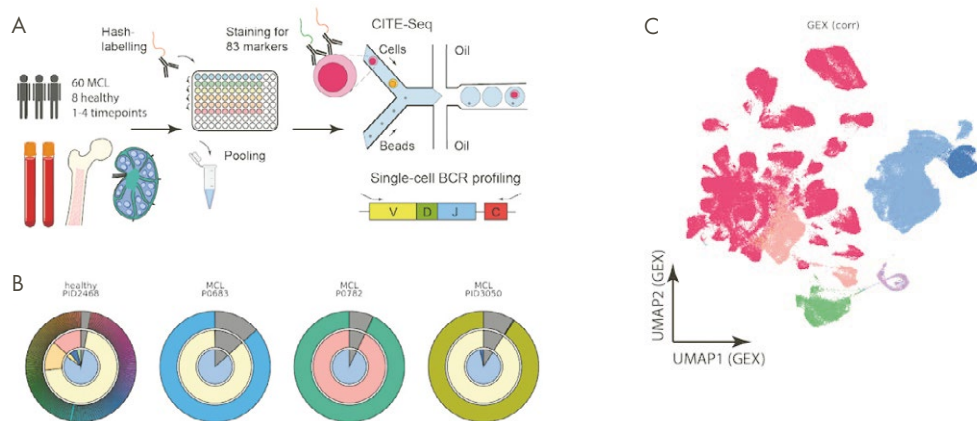 A
Hash-
labelling
Staining for
83 markers
CITE-Seq
Cells
Oil
60 MCL
8 healthy
1-4 timepoints
Pooling
Beads
Oil
Single-cell BCR profiling
V D J C
B
healthy
PID2468
MCL
P0683
MCL
P0782
MCL
PID3050
C
GEX (corr)
UMAP2 (GEX)
UMAP1 (GEX)